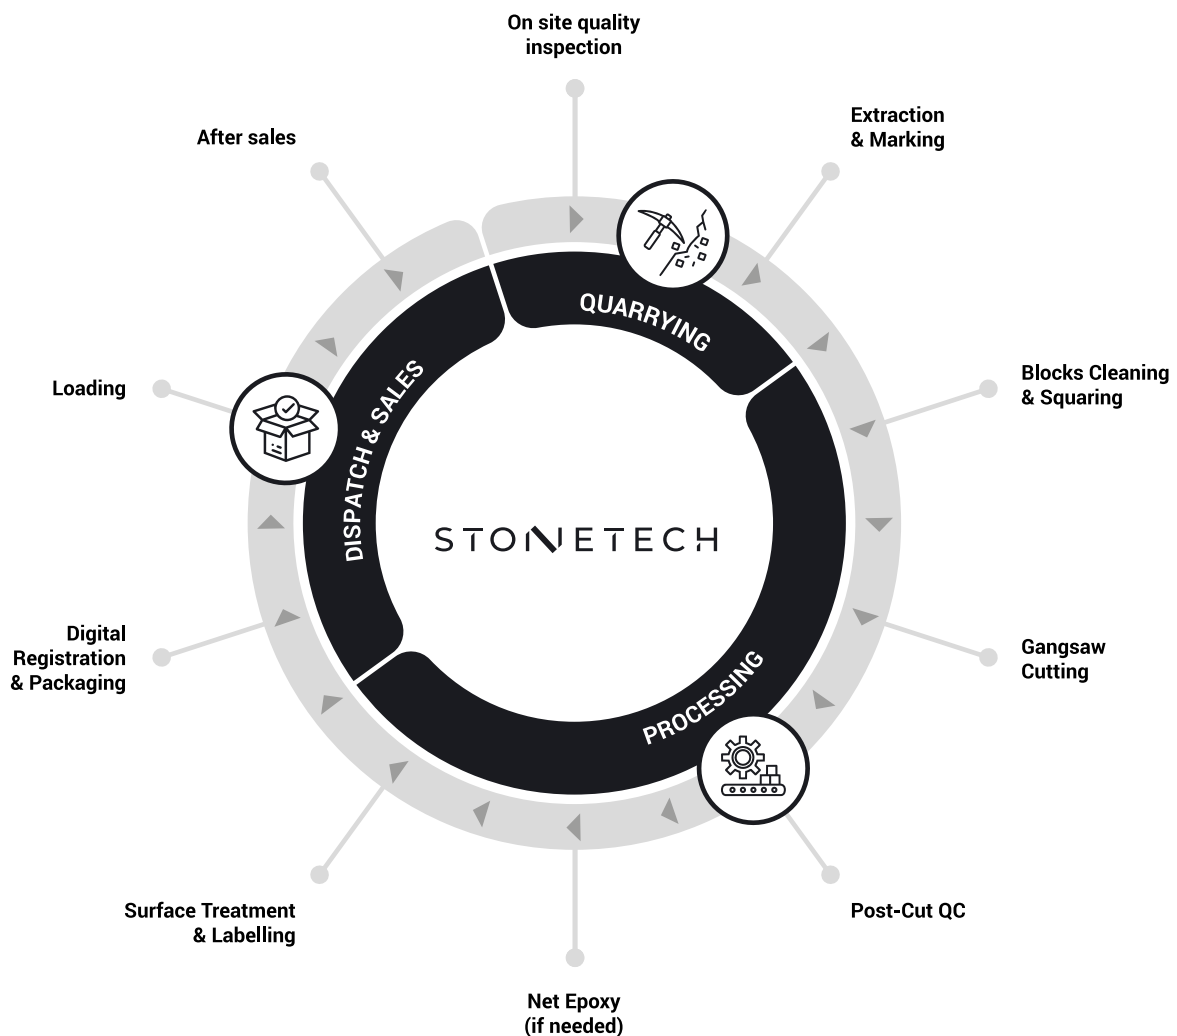 On site quality
inspection
Extraction
& Marking
Blocks Cleaning
& Squaring
Gangsaw
Cutting
Post-Cut QC
Net Epoxy
(if needed)
Surface Treatment
& Labelling
Digital
Registration
& Packaging
Loading
After sales
QUARRYING
PROCESSING
DISPATCH & SALES
STONETECH